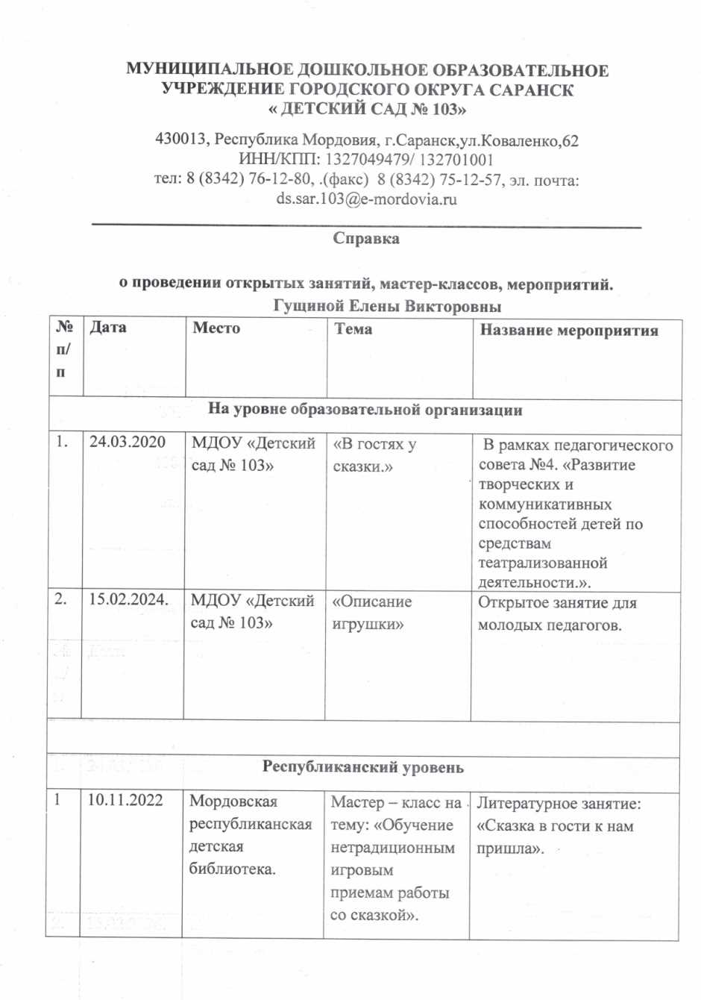 МУНИЦИПАЛЬНОЕ ДОШКОЛЬНОЕ ОБРАЗОВАТЕЛЬНОЕ
УЧРЕЖДЕНИЕ ГОРОДСКОГО ОКРУГА САРАНСК
« ДЕТСКИЙ САД № 103»
430013, Республика Мордовия, г.Саранск,ул.Коваленко,62
ИНН/КПП: 1327049479/ 132701001
тел: 8 (8342) 76-12-80, .(факс) 8 (8342) 75-12-57, эл. почта:
ds.sar.103@e-mordovia.ru
Справка
о проведении открытых занятий, мастер-классов, мероприятий.
Гущиной Елены Викторовны
№
п/
п
Дата
Место
Тема
Название мероприятия
На уровне образовательной организации
1.
24.03.2020
МДОУ «Детский
сад № 103»
«В гостях у
сказки.»
В рамках педагогического
совета №4. «Развитие
творческих и
коммуникативных
способностей детей по
средствам
театрализованной
деятельности.».
2.
15.02.2024.
МДОУ «Детский
сад № 103»
«Описание
игрушки»
Открытое занятие для
молодых педагогов.
Республиканский уровень
1
10.11.2022
Мордовская
республиканская
детская
библиотека.
Мастер – класс на
тему: «Обучение
нетрадиционным
игровым
приемам работы
со сказкой».
Литературное занятие:
«Сказка в гости к нам
пришла».